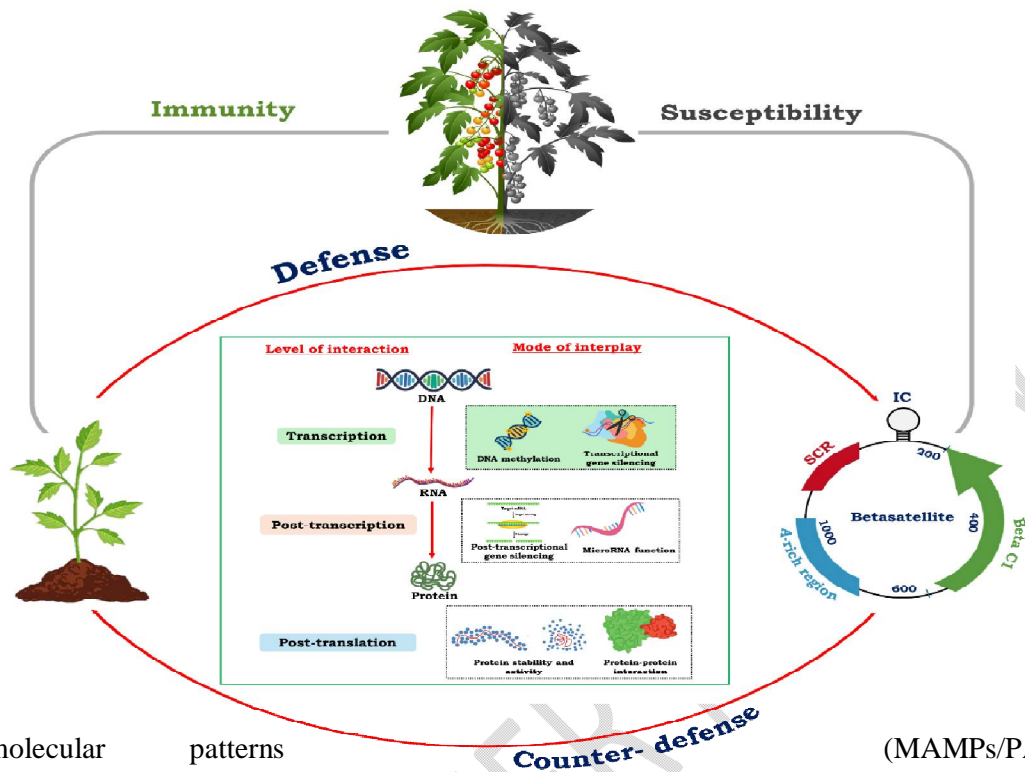 Immunity
Susceptibility
Defense
Level of interaction
Mode of interplay
DNA
Transcription
DNA methylation
Transcriptional
gene silencing
RNA
Post-transcription
Post-transcriptional
gene silencing
MicroRNA function
Protein
Post-translation
Protein stability and
activity
Protein-protein
interaction
IC
SCR
200
Betasatellite
400
Beta C1
1000
A-rich region
600
Counter- defense
molecular patterns (MAMPs/PA